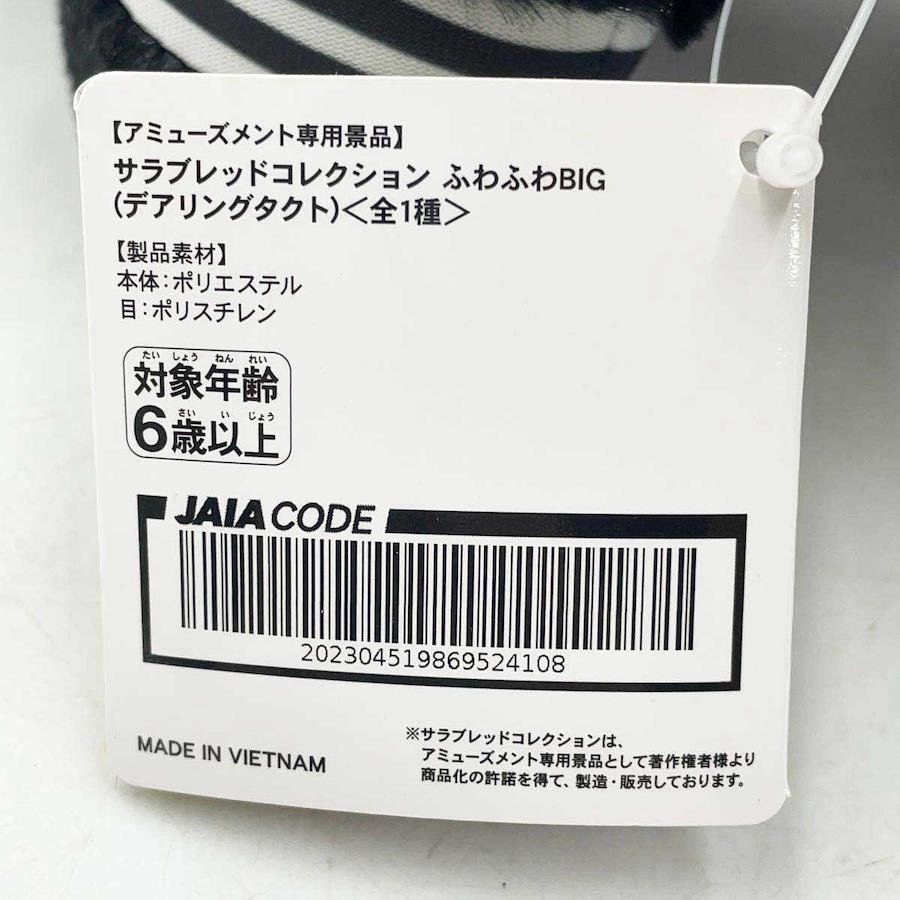 【アミューズメント専用景品】
サラブレッドコレクション ふわふわBIG
(デアリングタクト)<全1種>
【製品素材】
本体:ポリエステル
目:ポリスチレン
たい しょう ねん れい
対象年齢
さい い じょう
6歳以上
JAIA CODE
202304519869524108
MADE IN VIETNAM
※サラブレッドコレクションは、
アミューズメント専用景品として著作権者様より
商品化の許諾を得て、製造・販売しております。